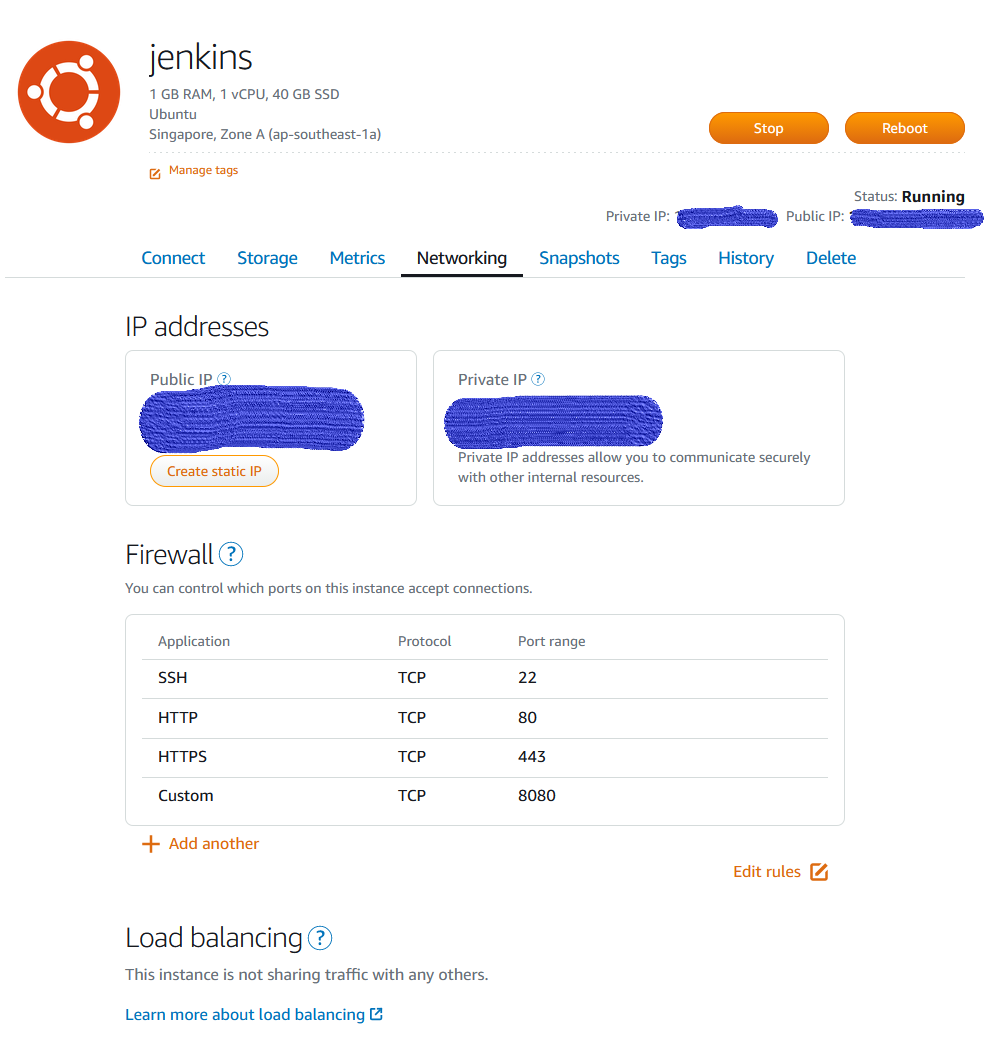 jenkins
1 GB RAM, 1 vCPU, 40 GB SSD
Ubuntu
Singapore, Zone A (ap-southeast-1a)
Stop
Reboot
Manage tags
Status: Running
Private IP:
Public IP:
Connect
Storage
Metrics
Networking
Snapshots
Tags
History
Delete
IP addresses
Public IP ?
Create static IP
Private IP ?
Private IP addresses allow you to communicate securely
with other internal resources.
Firewall ?
You can control which ports on this instance accept connections.
Application Protocol Port range
SSH TCP 22
HTTP TCP 80
HTTPS TCP 443
Custom TCP 8080
+ Add another
Edit rules
Load balancing ?
This instance is not sharing traffic with any others.
Learn more about load balancing